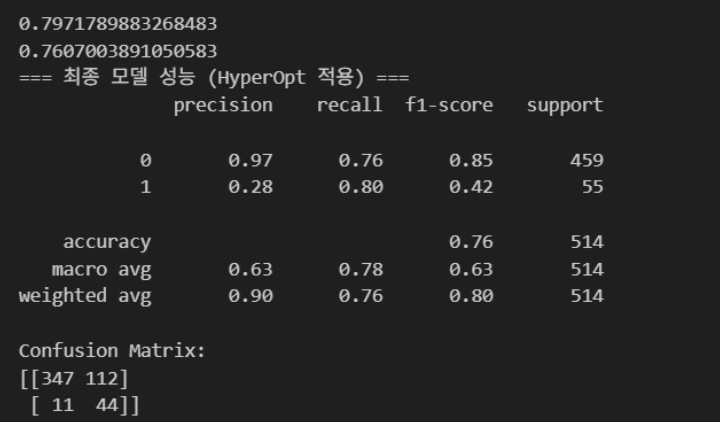 0.7971789883268483
0.7607003891050583
=== 최종 모델 성능 (HyperOpt 적용) ===
              precision    recall  f1-score   support

           0       0.97      0.76      0.85       459
           1       0.28      0.80      0.42        55

    accuracy                           0.76       514
   macro avg       0.63      0.78      0.63       514
weighted avg       0.90      0.76      0.80       514

Confusion Matrix:
[[347 112]
 [ 11  44]]